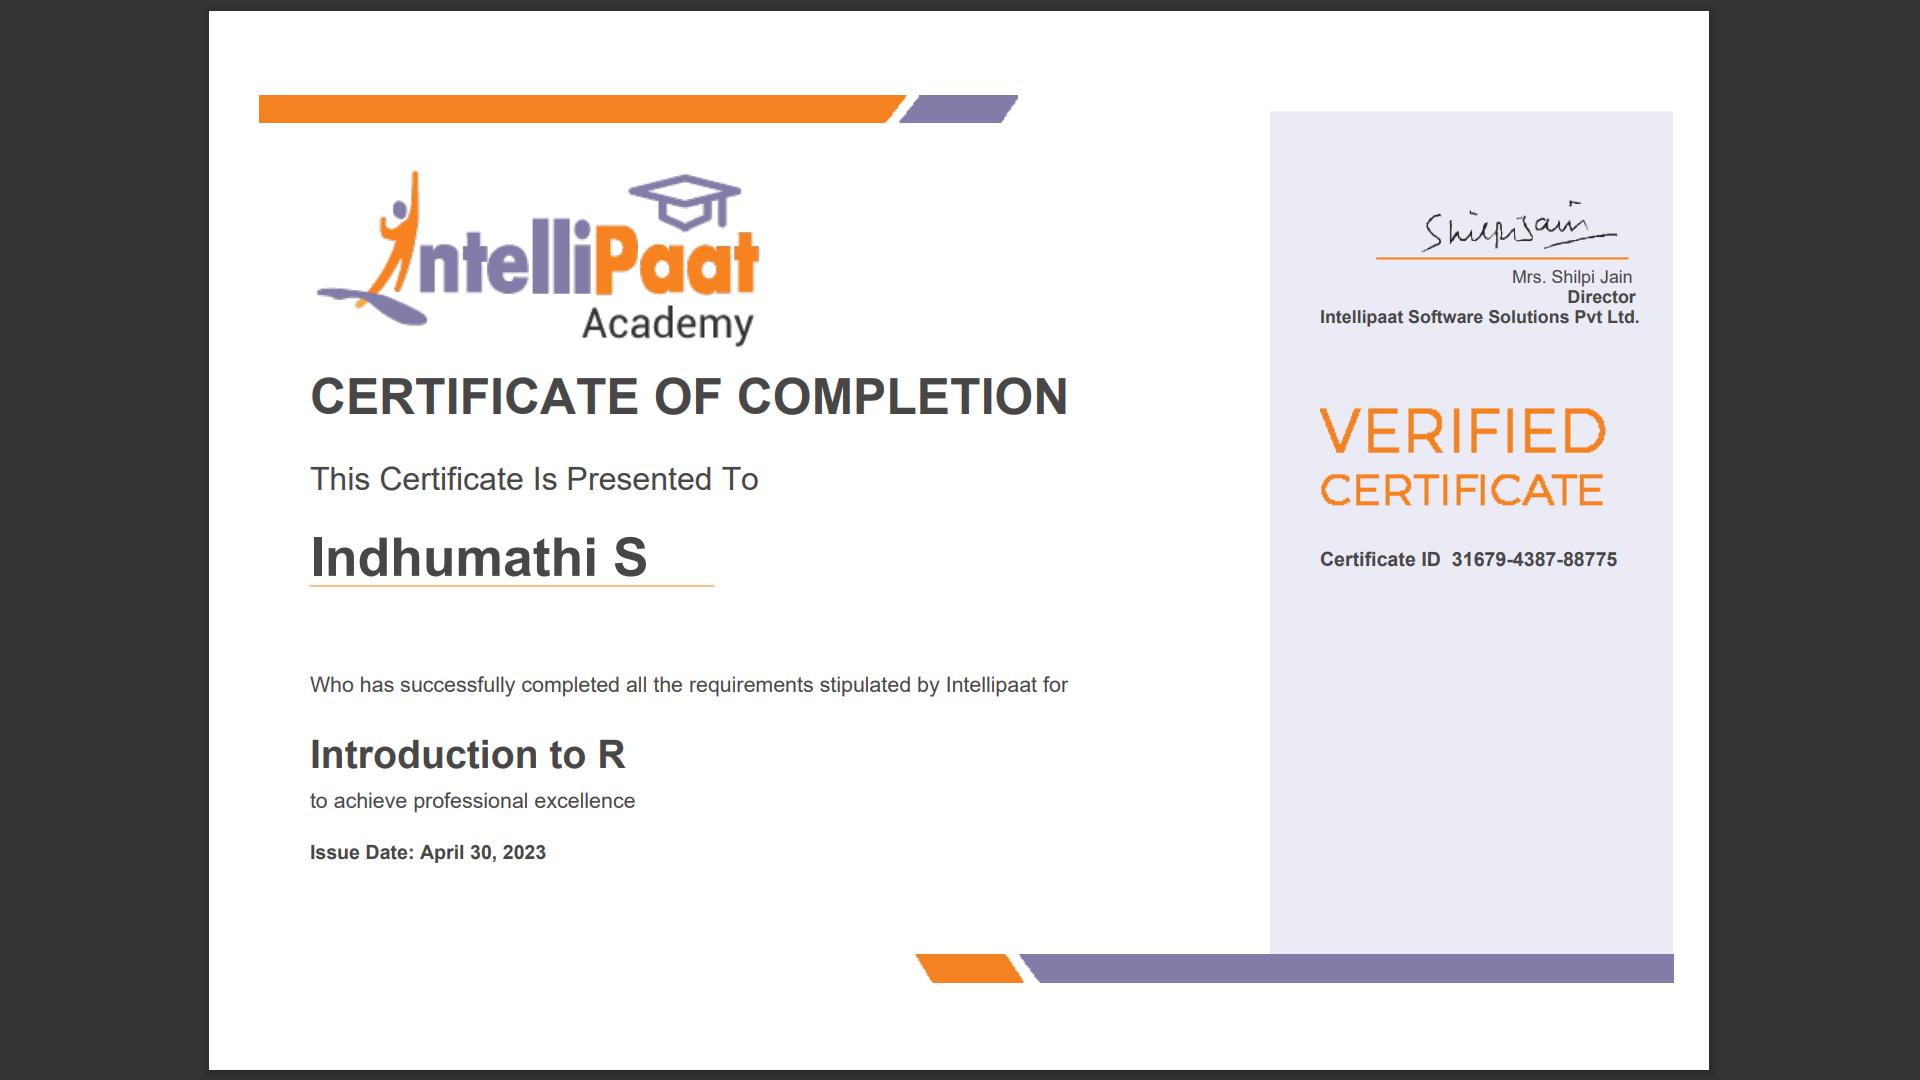 IntelliPaat
Academy
CERTIFICATE OF COMPLETION
This Certificate Is Presented To
Indhumathi S
Who has successfully completed all the requirements stipulated by Intellipaat for
Introduction to R
to achieve professional excellence
Issue Date: April 30, 2023
Shilpi Jain
Mrs. Shilpi Jain
Director
Intellipaat Software Solutions Pvt Ltd.
VERIFIED
CERTIFICATE
Certificate ID 31679-4387-88775